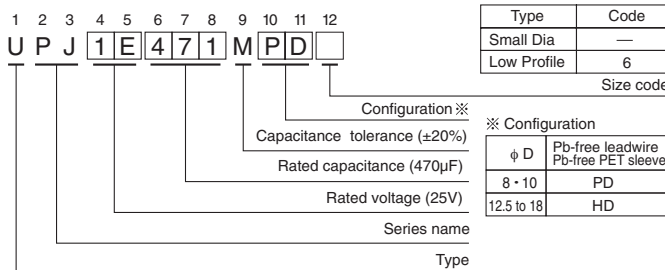 1 2 3 4 5 6 7 8 9 10 11 12
U P J 1 E 4 7 1 M P D
Configuration ※
Capacitance tolerance (±20%)
Rated capacitance (470µF)
Rated voltage (25V)
Series name
Type
Type Code
Small Dia —
Low Profile 6
Size code
※ Configuration
ϕ D Pb-free leadwire
Pb-free PET sleeve
8 · 10 PD
12.5 to 18 HD